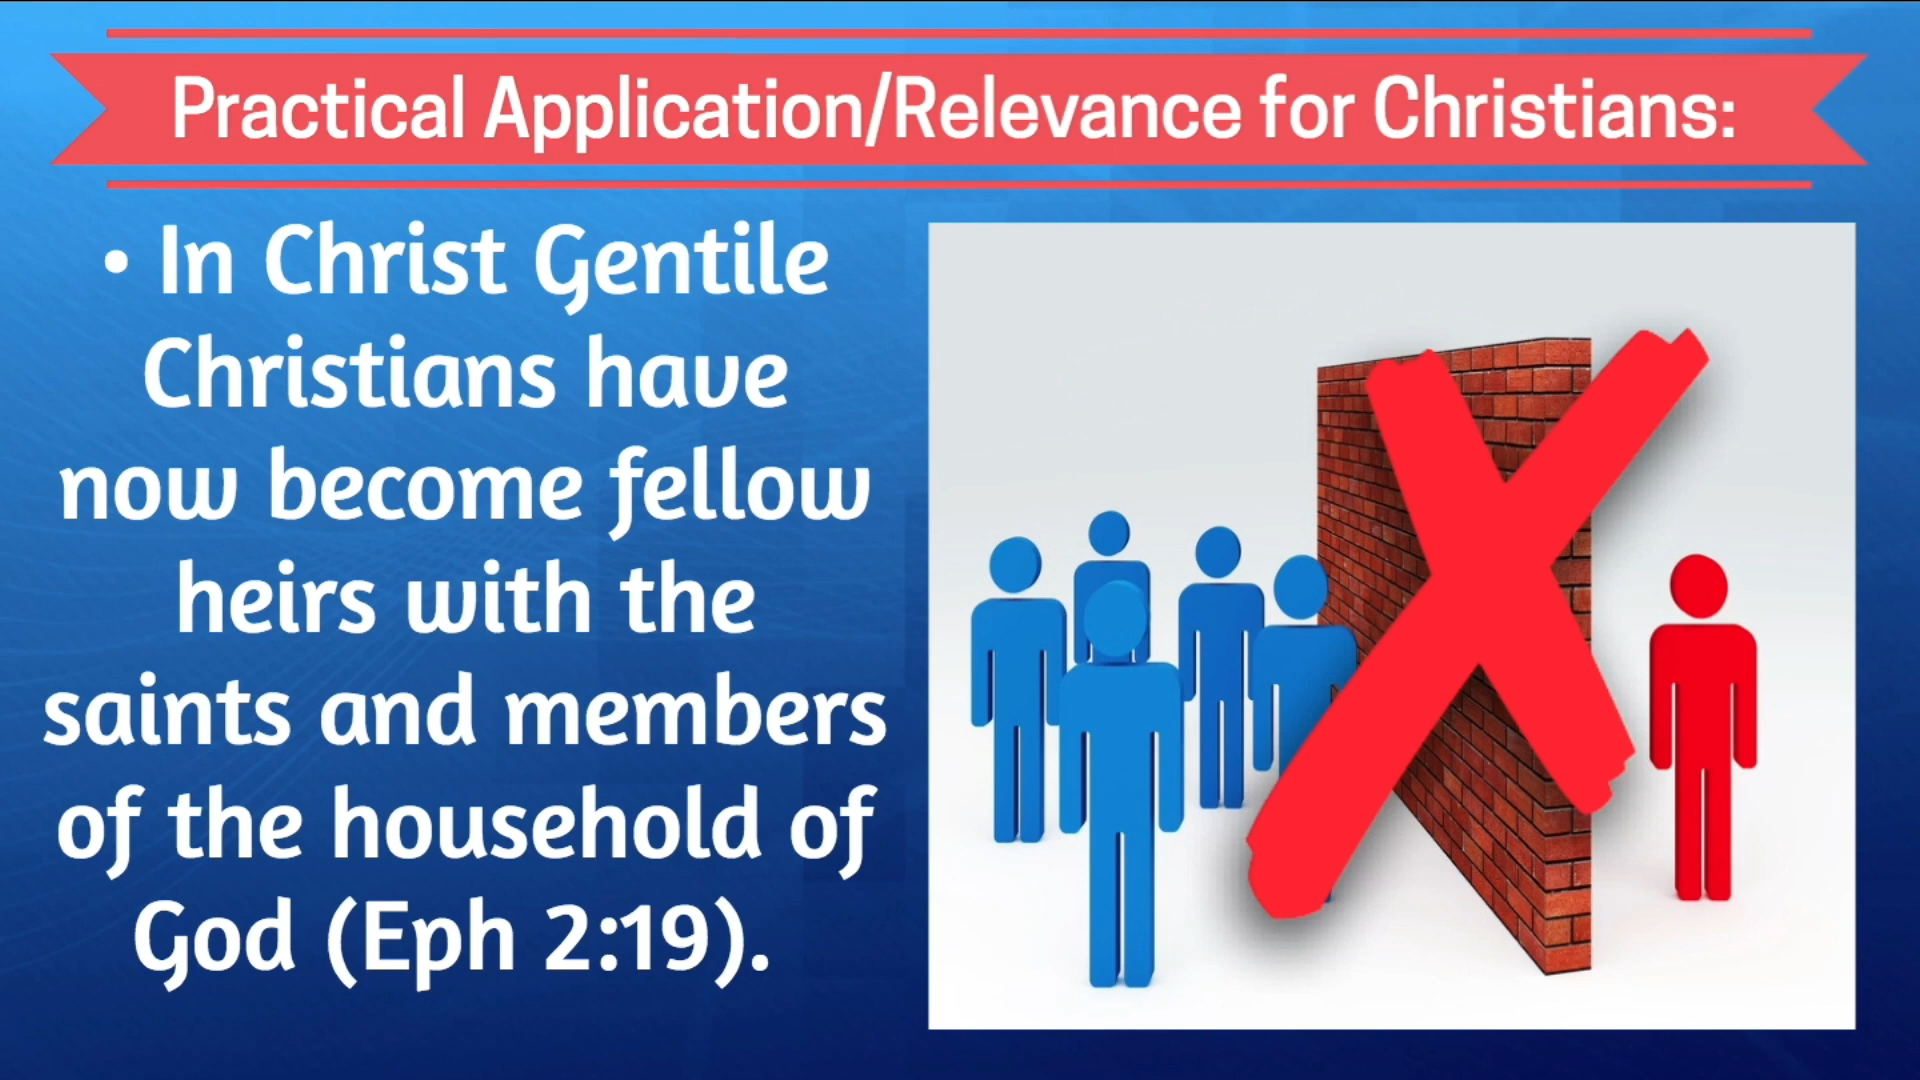 Practical Application/Relevance for Christians:
• In Christ Gentile
Christians have
now become fellow
heirs with the
saints and members
of the household of
God (Eph 2:19).